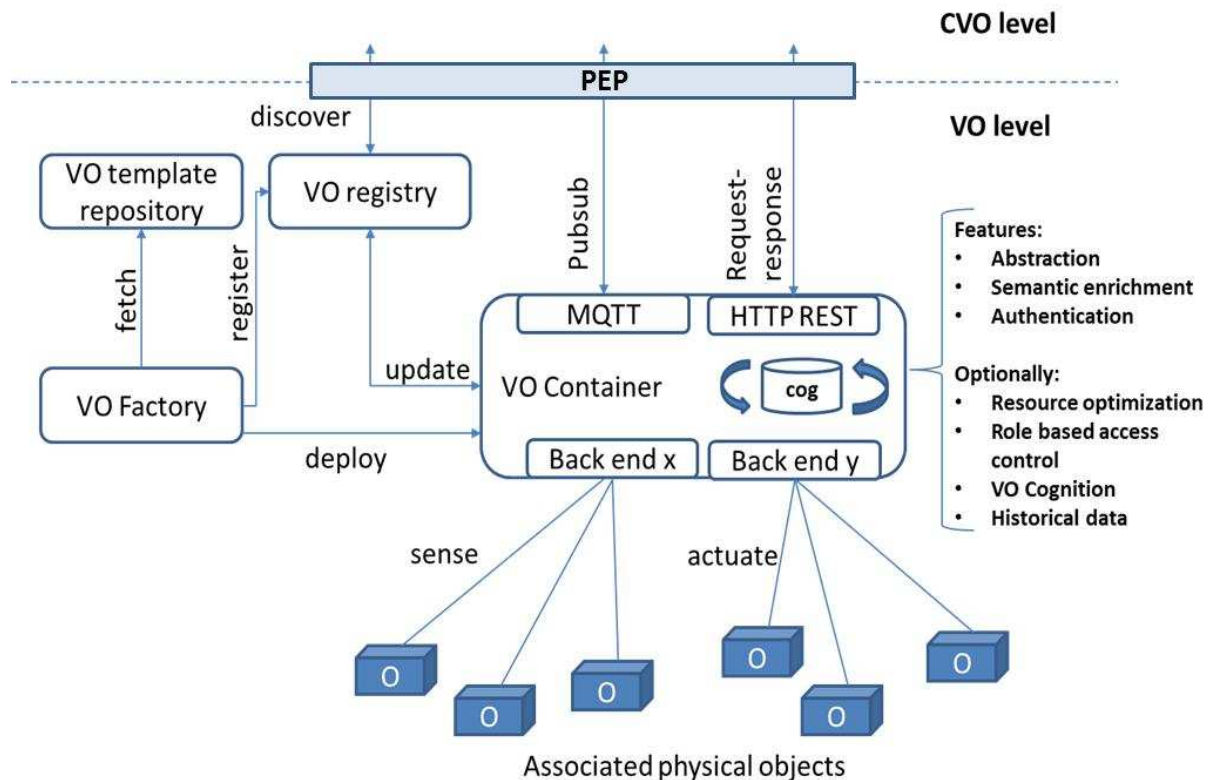 CVO level
PEP
VO level
discover
VO template
repository
VO registry
Pubsub
Request-
response
fetch
register
Features:
• Abstraction
• Semantic enrichment
• Authentication
MQTT
HTTP REST
update
VO Container
cog
VO Factory
Optionally:
• Resource optimization
• Role based access
control
• VO Cognition
• Historical data
deploy
Back end x
Back end y
sense
actuate
O
O
O
O
O
O
Associated physical objects